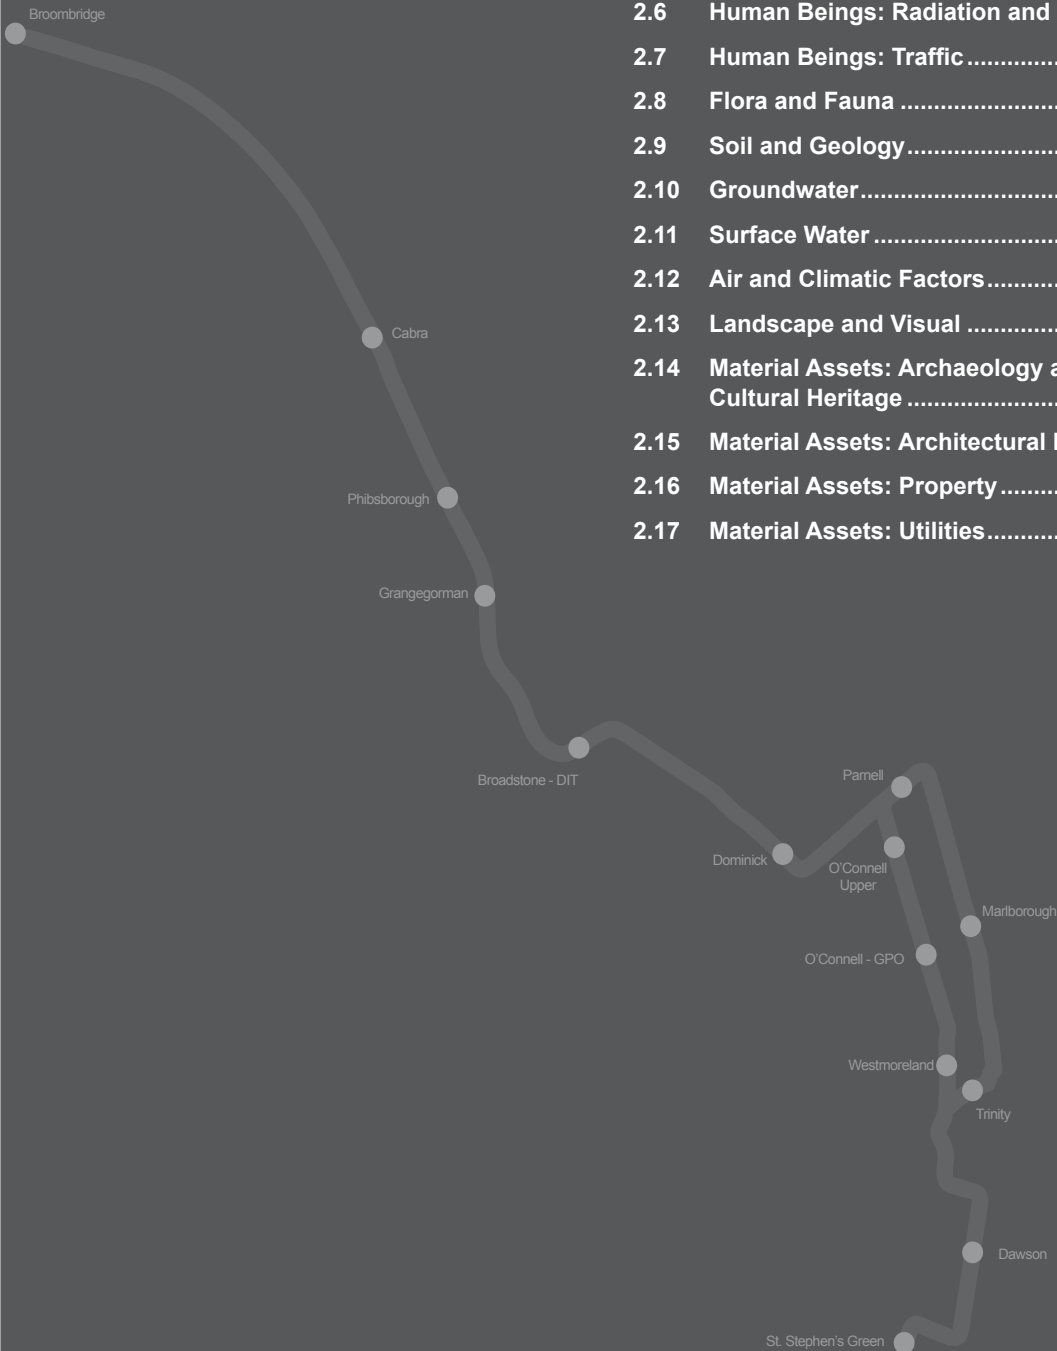 Broombridge
2.6 Human Beings: Radiation and
2.7 Human Beings: Traffic ..............
2.8 Flora and Fauna ........................
2.9 Soil and Geology .......................
2.10 Groundwater ..............................
2.11 Surface Water ............................
2.12 Air and Climatic Factors ...........
2.13 Landscape and Visual ..............
2.14 Material Assets: Archaeology
Cultural Heritage .......................
2.15 Material Assets: Architectural
2.16 Material Assets: Property .........
2.17 Material Assets: Utilities ...........
Cabra
Phibsborough
Grangegorman
Broadstone - DIT
Parnell
Dominick
O'Connell
Upper
Marlborough
O'Connell - GPO
Westmoreland
Trinity
Dawson
St. Stephen's Green